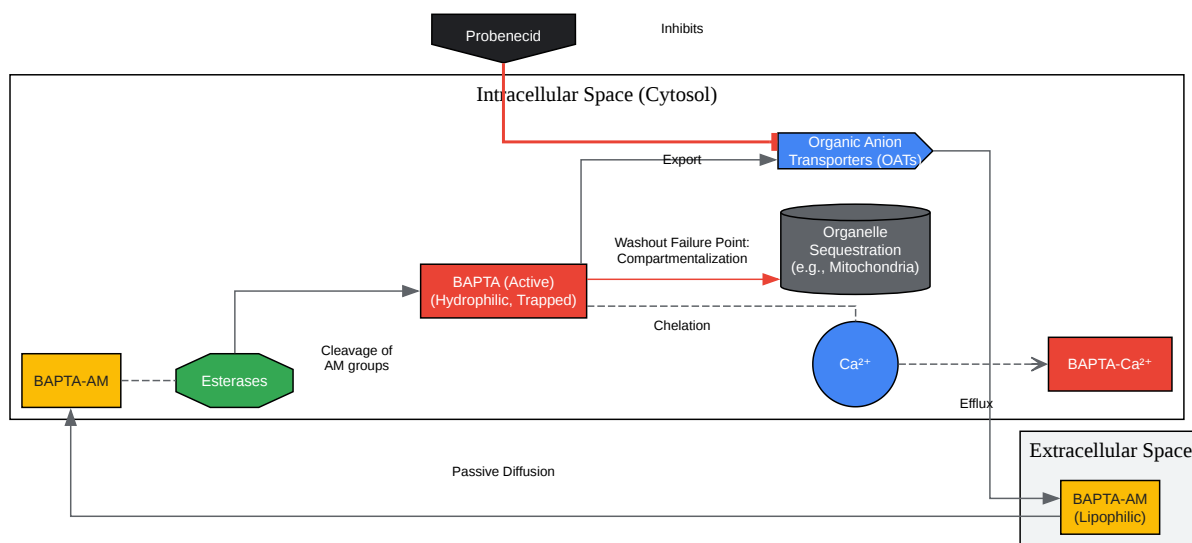 Probenecid
Inhibits
Intracellular Space (Cytosol)
Organic Anion
Transporters (OATs)
Export
Organelle
Sequestration
(e.g., Mitochondria)
Washout Failure Point:
Compartmentalization
BAPTA (Active)
(Hydrophilic, Trapped)
Chelation
Cleavage of
AM groups
BAPTA-AM
Esterases
Ca²⁺
BAPTA-Ca²⁺
Efflux
Extracellular Space
Passive Diffusion
BAPTA-AM
(Lipophilic)